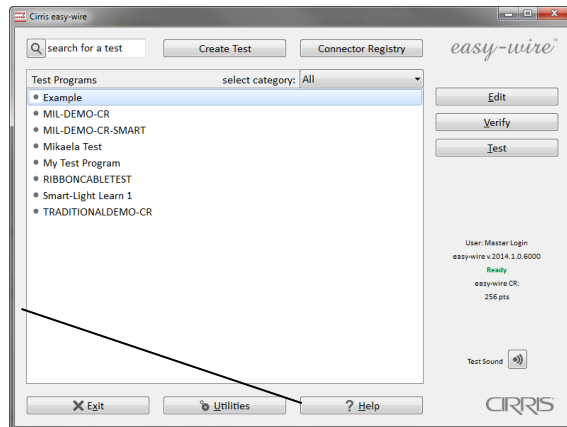 Cirris easy-wire
search for a test
Create Test
Connector Registry
easy-wire™
Test Programs
select category: All
Example
MIL-DEMO-CR
MIL-DEMO-CR-SMART
Mikaela Test
My Test Program
RIBBONCABLETEST
Smart-Light Learn 1
TRADITIONALDEMO-CR
Edit
Verify
Test
User: Master Login
easy-wire v.2014.1.0.6000
Ready
easy-wire CR:
256 pts
Test Sound
Exit
Utilities
? Help
CIRRIS